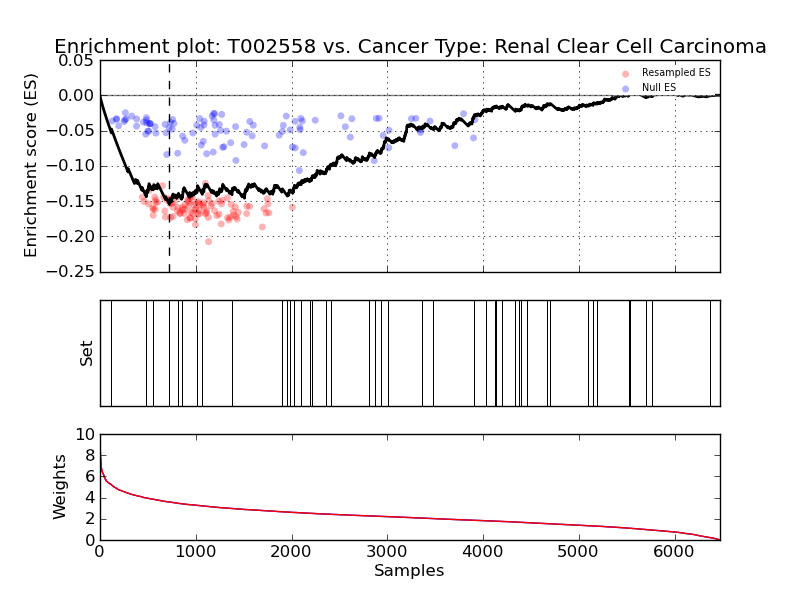 Enrichment plot: T002558 vs. Cancer Type: Renal Clear Cell Carcinoma
Enrichment score (ES)
0.05
0.00
−0.05
−0.10
−0.15
−0.20
−0.25
Resampled ES
Null ES
Set
Weights
10
8
6
4
2
0
0 1000 2000 3000 4000 5000 6000
Samples